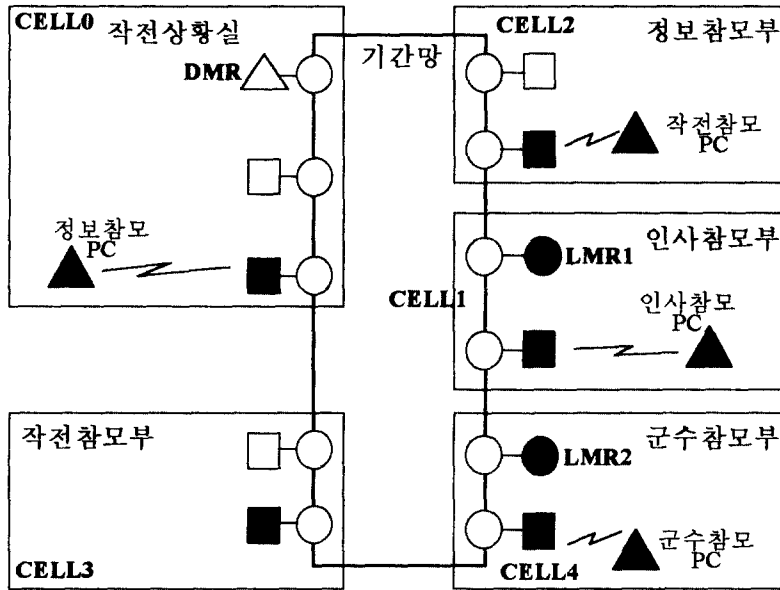 CELL0
작전상황실
DMR
정보참모
PC
기간망
CELL2
정보참모부
작전참모
PC
CELL1
인사참모부
LMR1
인사참모
PC
작전참모부
CELL3
군수참모부
LMR2
군수참모
PC
CELL4